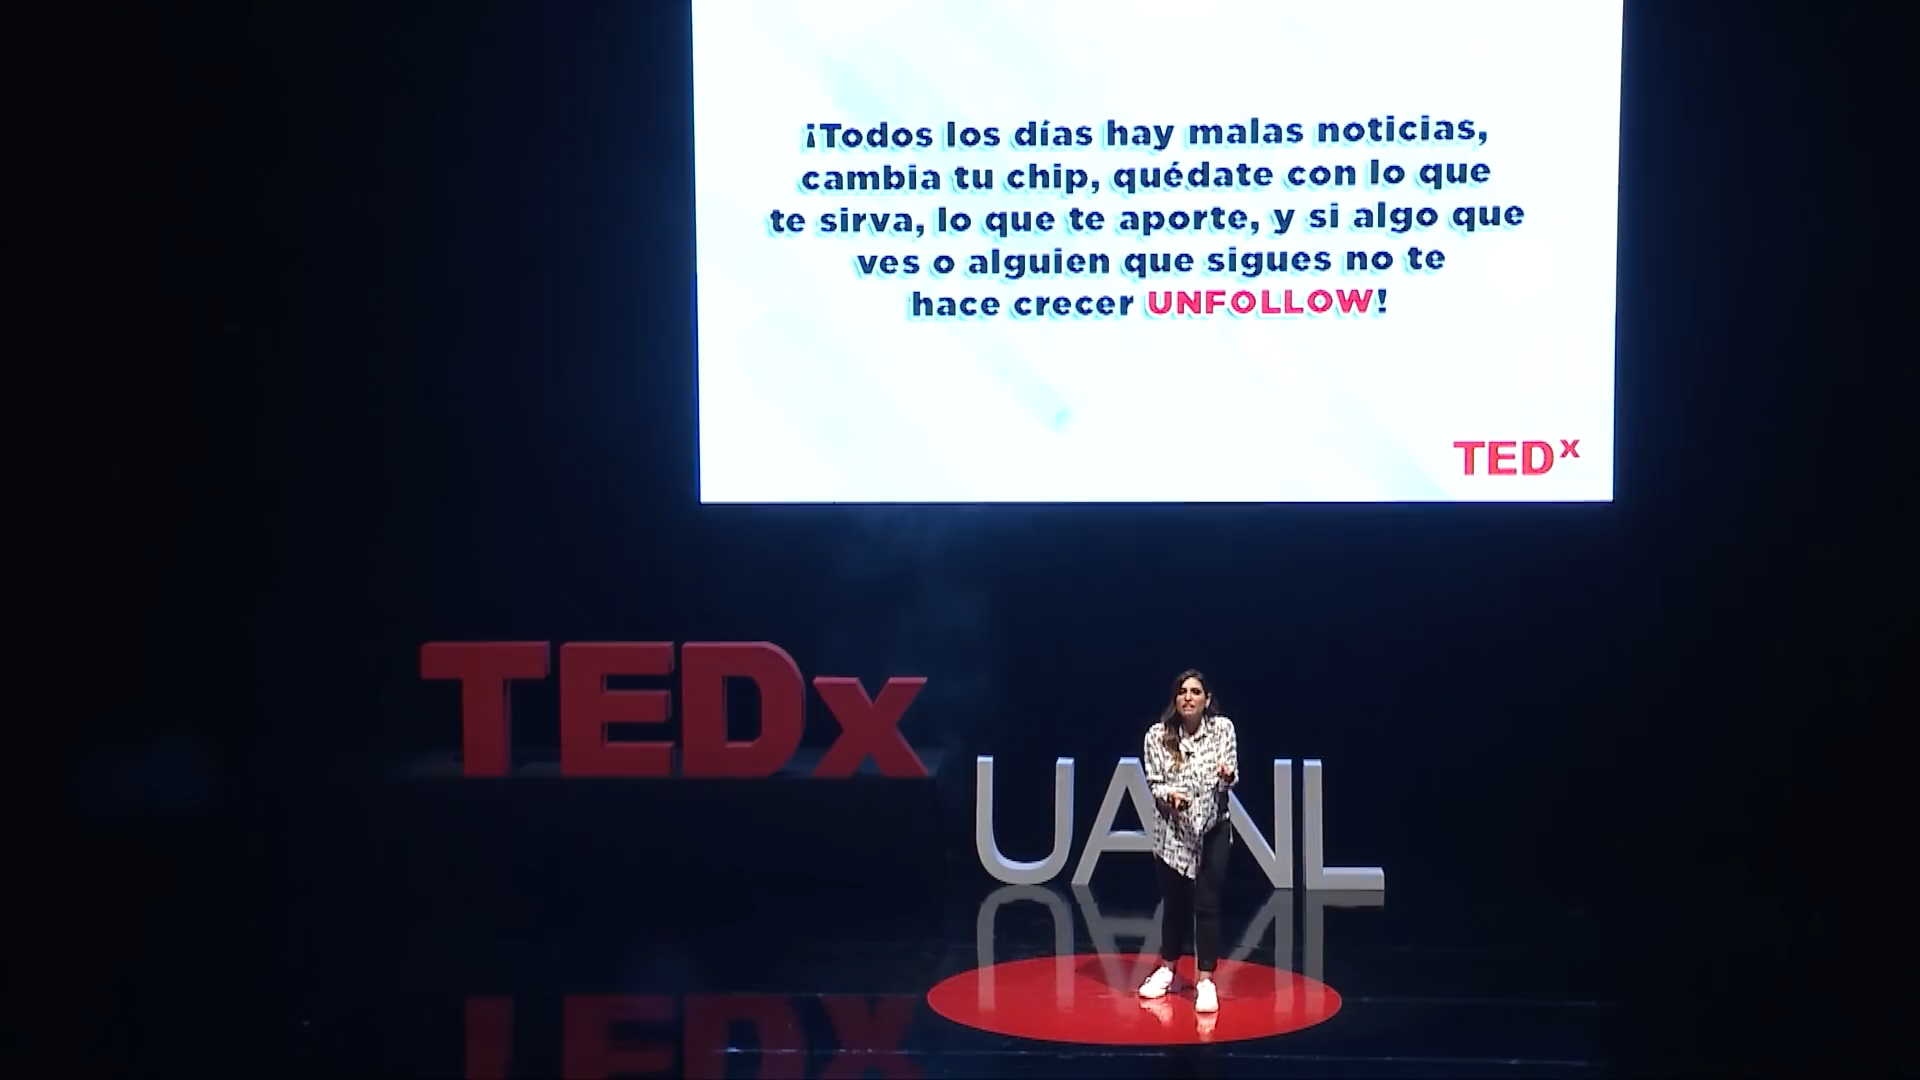 ¡Todos los días hay malas noticias,
cambia tu chip, quédate con lo que
te sirva, lo que te aporte, y si algo que
ves o alguien que sigues no te
hace crecer UNFOLLOW!
TEDx
TEDx
UANL